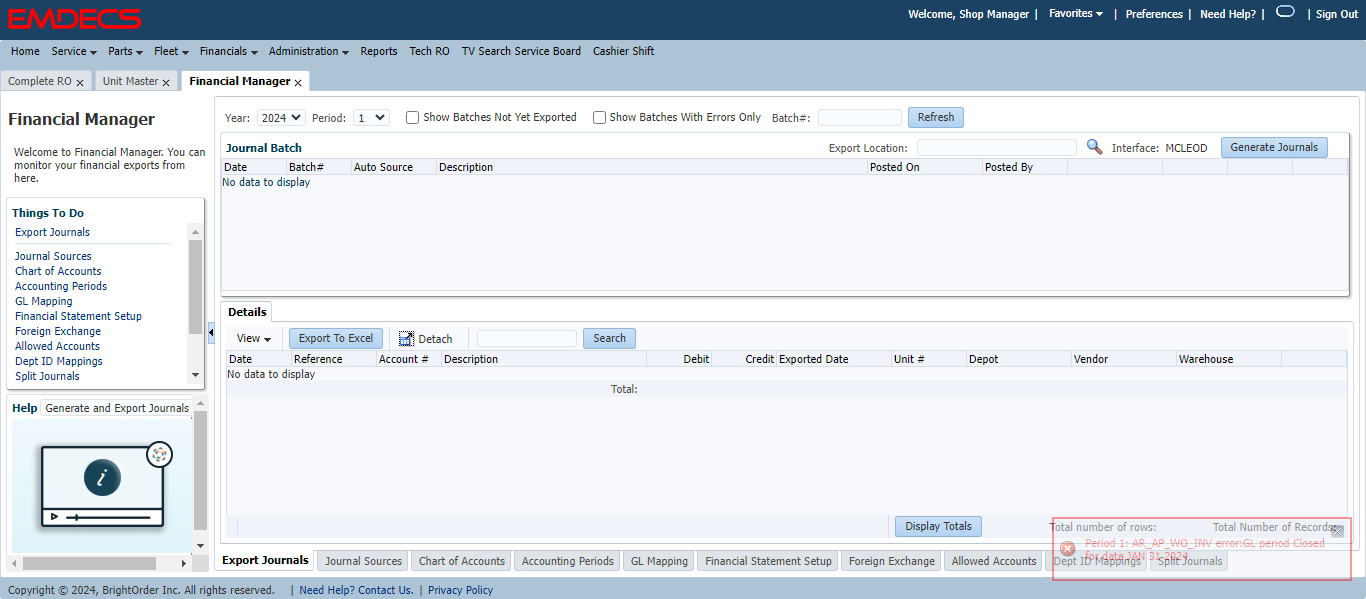 EMDECS
Welcome, Shop Manager | Favorites | Preferences | Need Help? | | Sign Out
Home Service Parts Fleet Financials Administration Reports Tech RO TV Search Service Board Cashier Shift
Complete RO Unit Master Financial Manager
Financial Manager
Welcome to Financial Manager. You can
monitor your financial exports from
here.
Things To Do
Export Journals
Journal Sources
Chart of Accounts
Accounting Periods
GL Mapping
Financial Statement Setup
Foreign Exchange
Allowed Accounts
Dept ID Mappings
Split Journals
Help Generate and Export Journals
i
Year: 2024 Period: 1 Show Batches Not Yet Exported Show Batches With Errors Only Batch#: Refresh
Journal Batch Export Location: Interface: MCLEOD Generate Journals
Date Batch# Auto Source Description Posted On Posted By
No data to display
Details
View Export To Excel Detach Search
Date Reference Account # Description Debit Credit Exported Date Unit # Depot Vendor Warehouse
No data to display
Total:
Display Totals Total number of rows: Total Number of Records:
Period 1: AR_AP_WO_INV error:GL period Closed
for date JAN 31-2024
Export Journals Journal Sources Chart of Accounts Accounting Periods GL Mapping Financial Statement Setup Foreign Exchange Allowed Accounts Dept ID Mappings Split Journals
Copyright © 2024, BrightOrder Inc. All rights reserved. | Need Help? Contact Us. | Privacy Policy